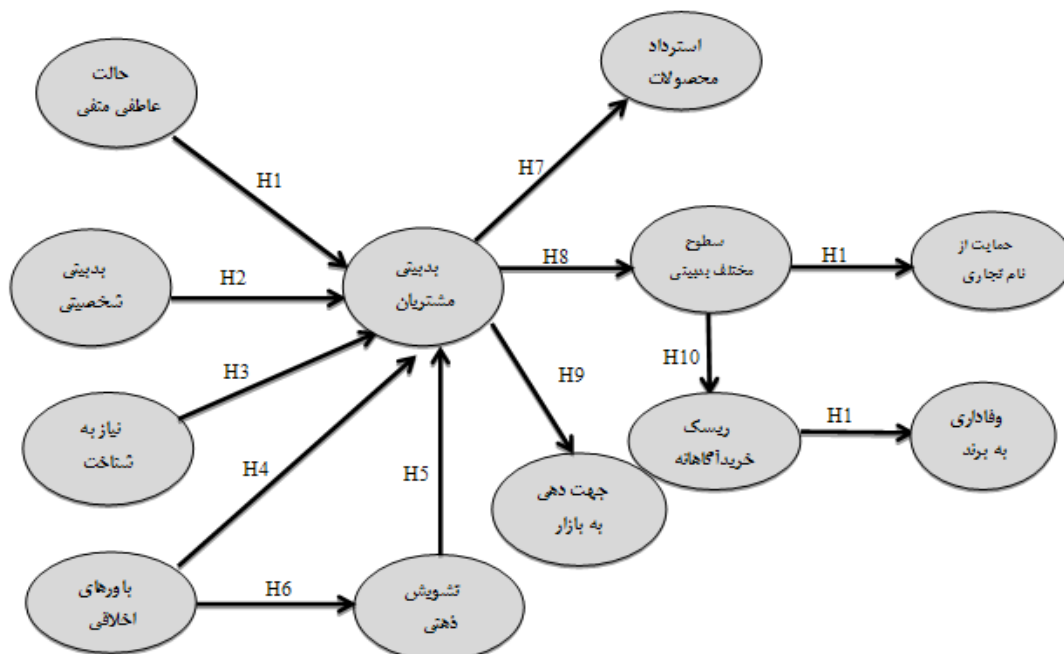 استرداد
محصولات
حالت
عاطفی منفی
H1
H7
بدبینی
شخصیتی
H2
بدبینی
مشتریان
H8
سطوح
مختلف بدبینی
H1
حمایت از
نام تجاری
H3
H9
H10
نیاز به
شناخت
H4
H5
ریسک
خریدآگاهانه
H1
وفاداری
به برند
جهت دهی
به بازار
باورهای
اخلاقی
H6
تشویش
ذهنی